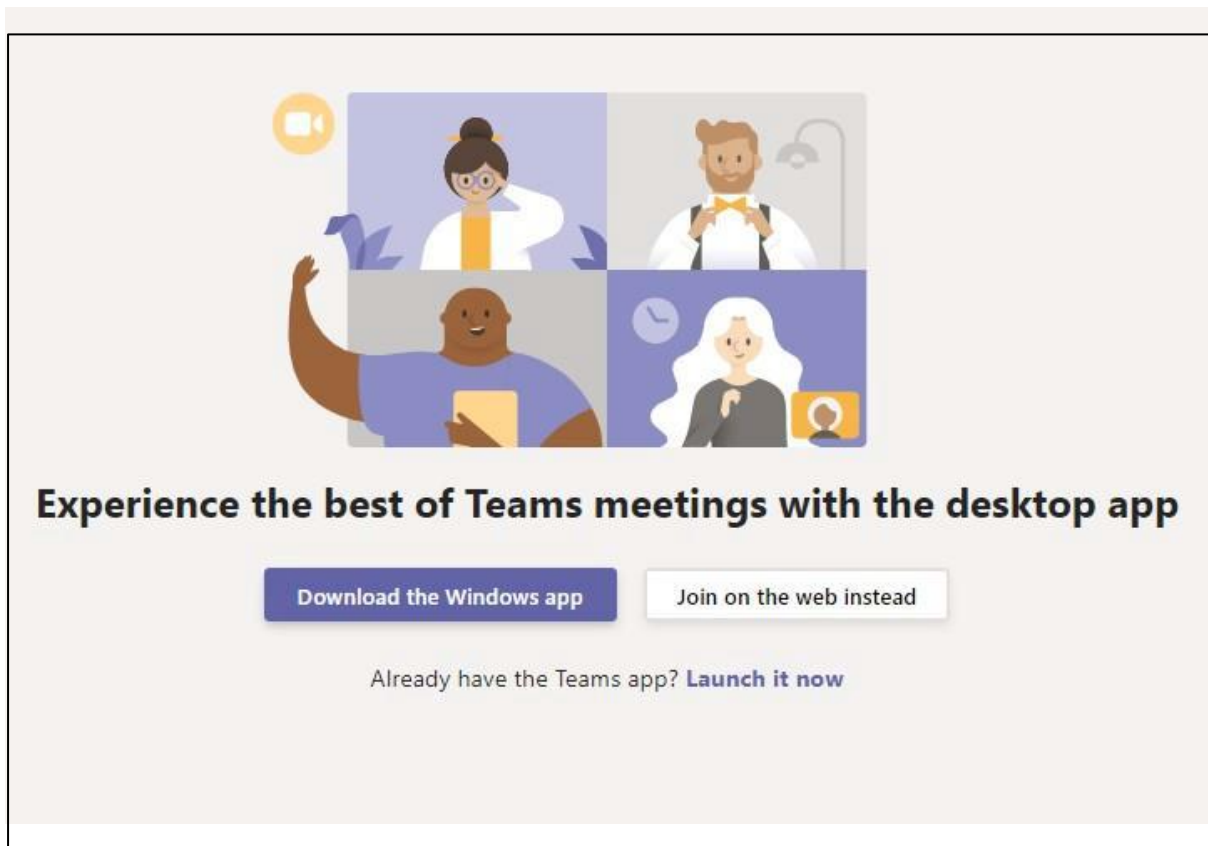 Experience the best of Teams meetings with the desktop app
Download the Windows app
Join on the web instead
Already have the Teams app? Launch it now